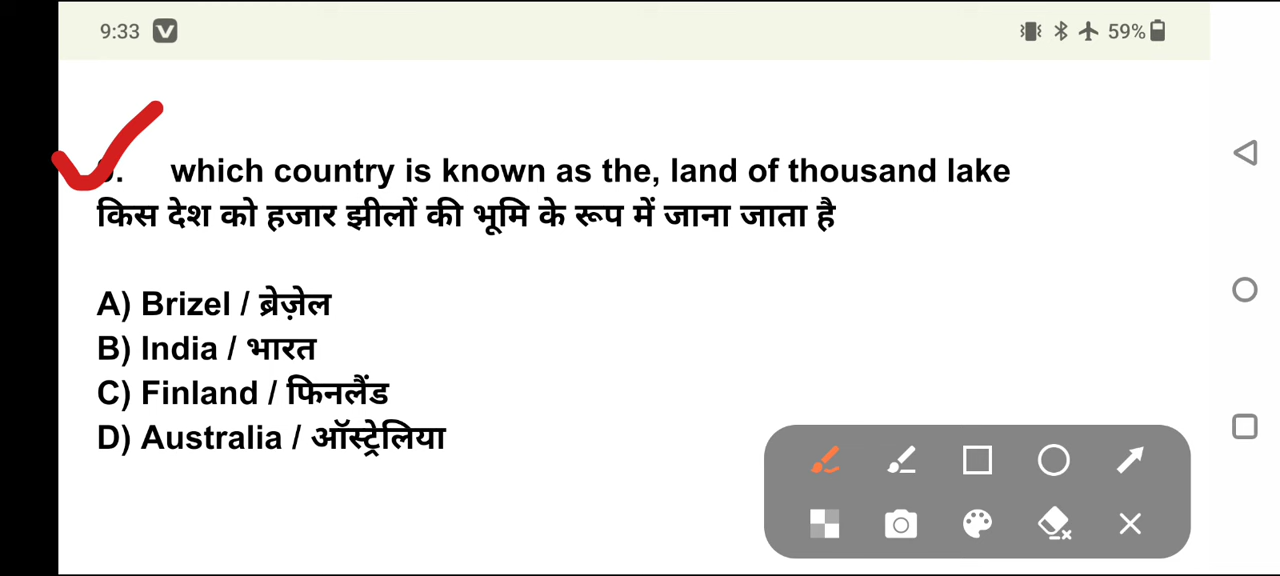 9:33 59%
which country is known as the, land of thousand lake
किस देश को हजार झीलों की भूमि के रूप में जाना जाता है
A) Brizel / ब्रेज़ेल
B) India / भारत
C) Finland / फिनलैंड
D) Australia / ऑस्ट्रेलिया